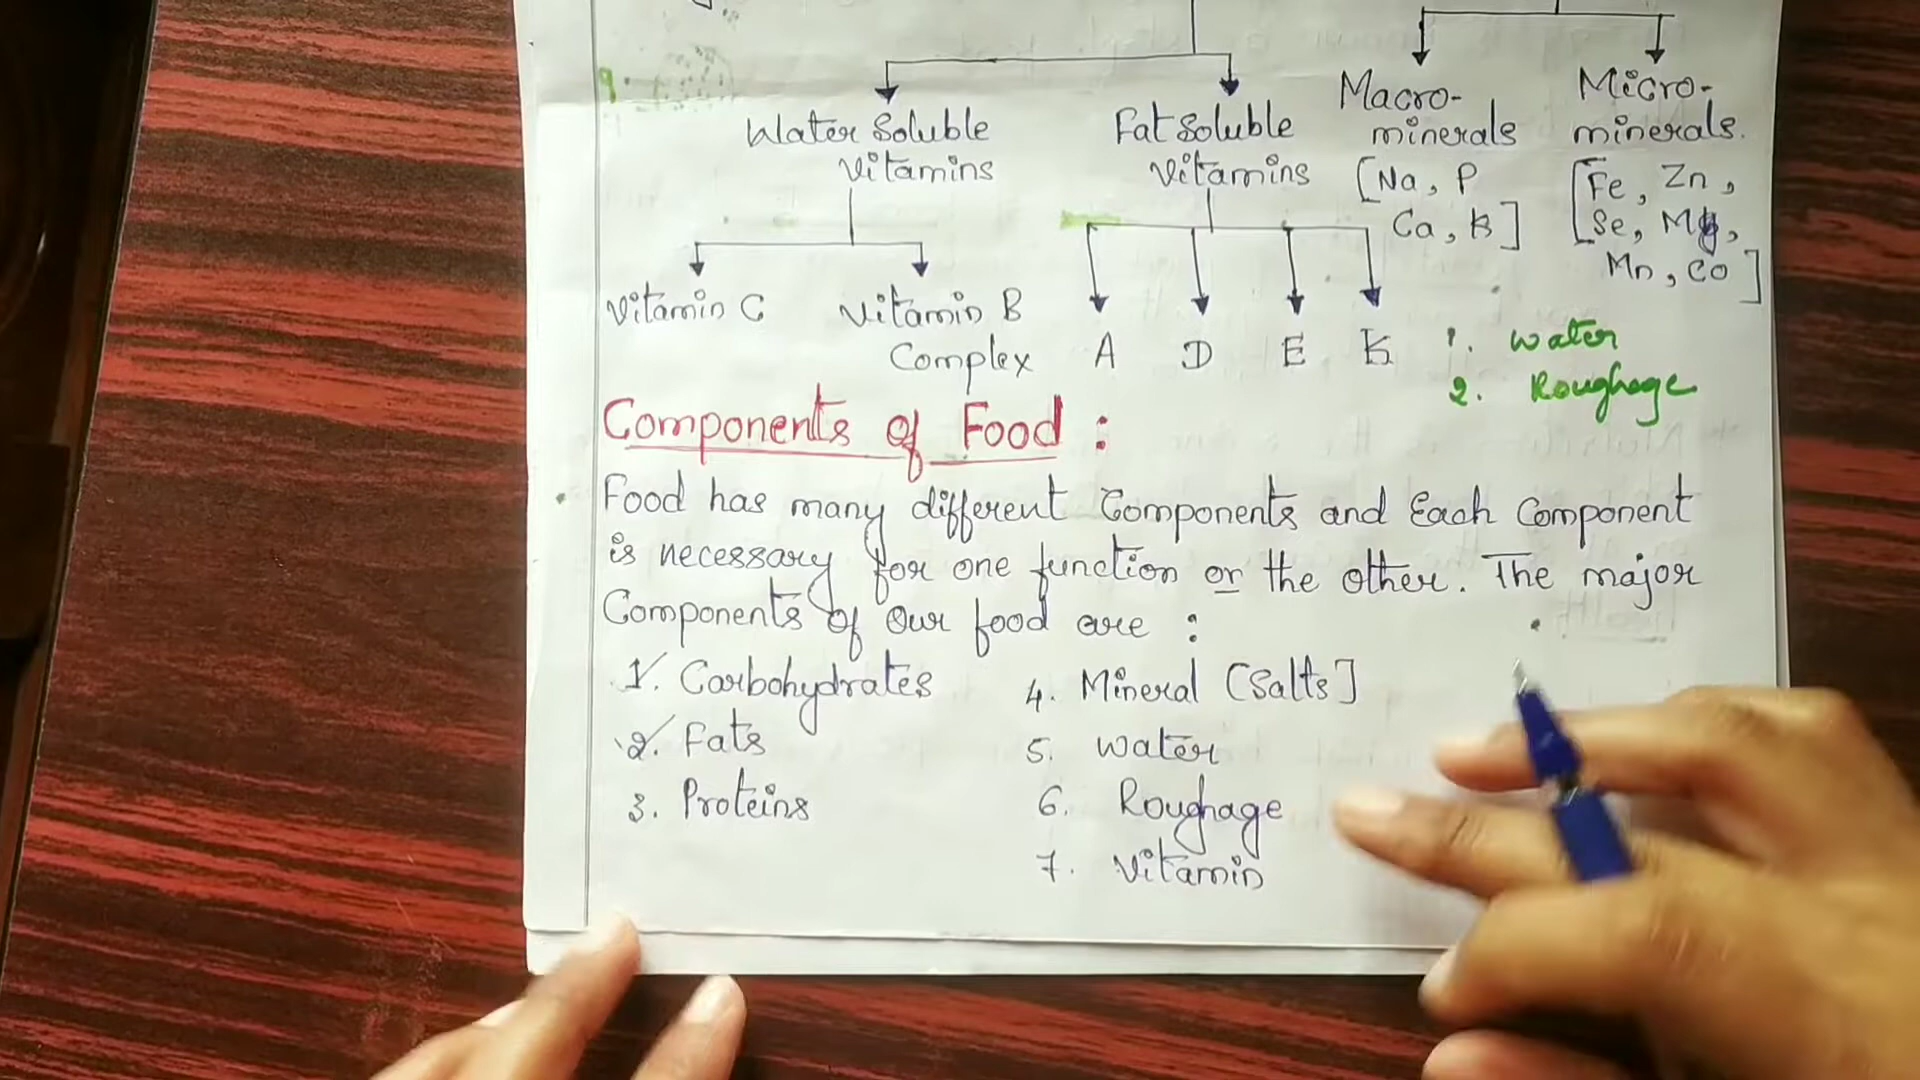 Water Soluble
Vitamins
Vitamin C
Vitamin B
Complex
Fat Soluble
Vitamins
A D E K
Macro-
minerals
[Na, P
Ca, K]
Micro-
minerals.
[Fe, Zn,
Se,
Mn, Co]
1. Water
2. Roughage
Components of Food :
Food has many different Components and Each Component
is necessary for one function or the other. The major
Components of Our food are :
1. Carbohydrates
2. Fats
3. Proteins
4. Mineral [Salts]
5. Water
6. Roughage
7. Vitamin